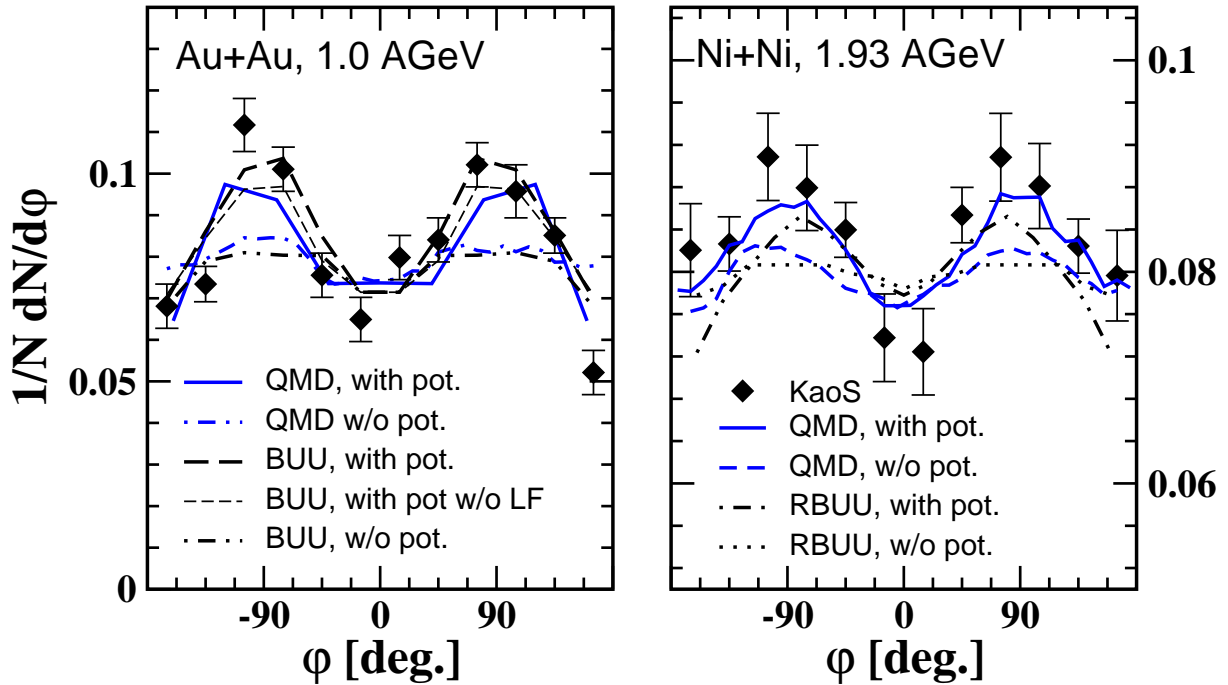 Au+Au, 1.0 AGeV
Ni+Ni, 1.93 AGeV
1/N dN/dφ
0.1
0.05
0
QMD, with pot.
QMD w/o pot.
BUU, with pot.
BUU, with pot w/o LF
BUU, w/o pot.
-90
0
90
φ [deg.]
KaoS
QMD, with pot.
QMD, w/o pot.
RBUU, with pot.
RBUU, w/o pot.
0.1
0.08
0.06
-90
0
90
φ [deg.]